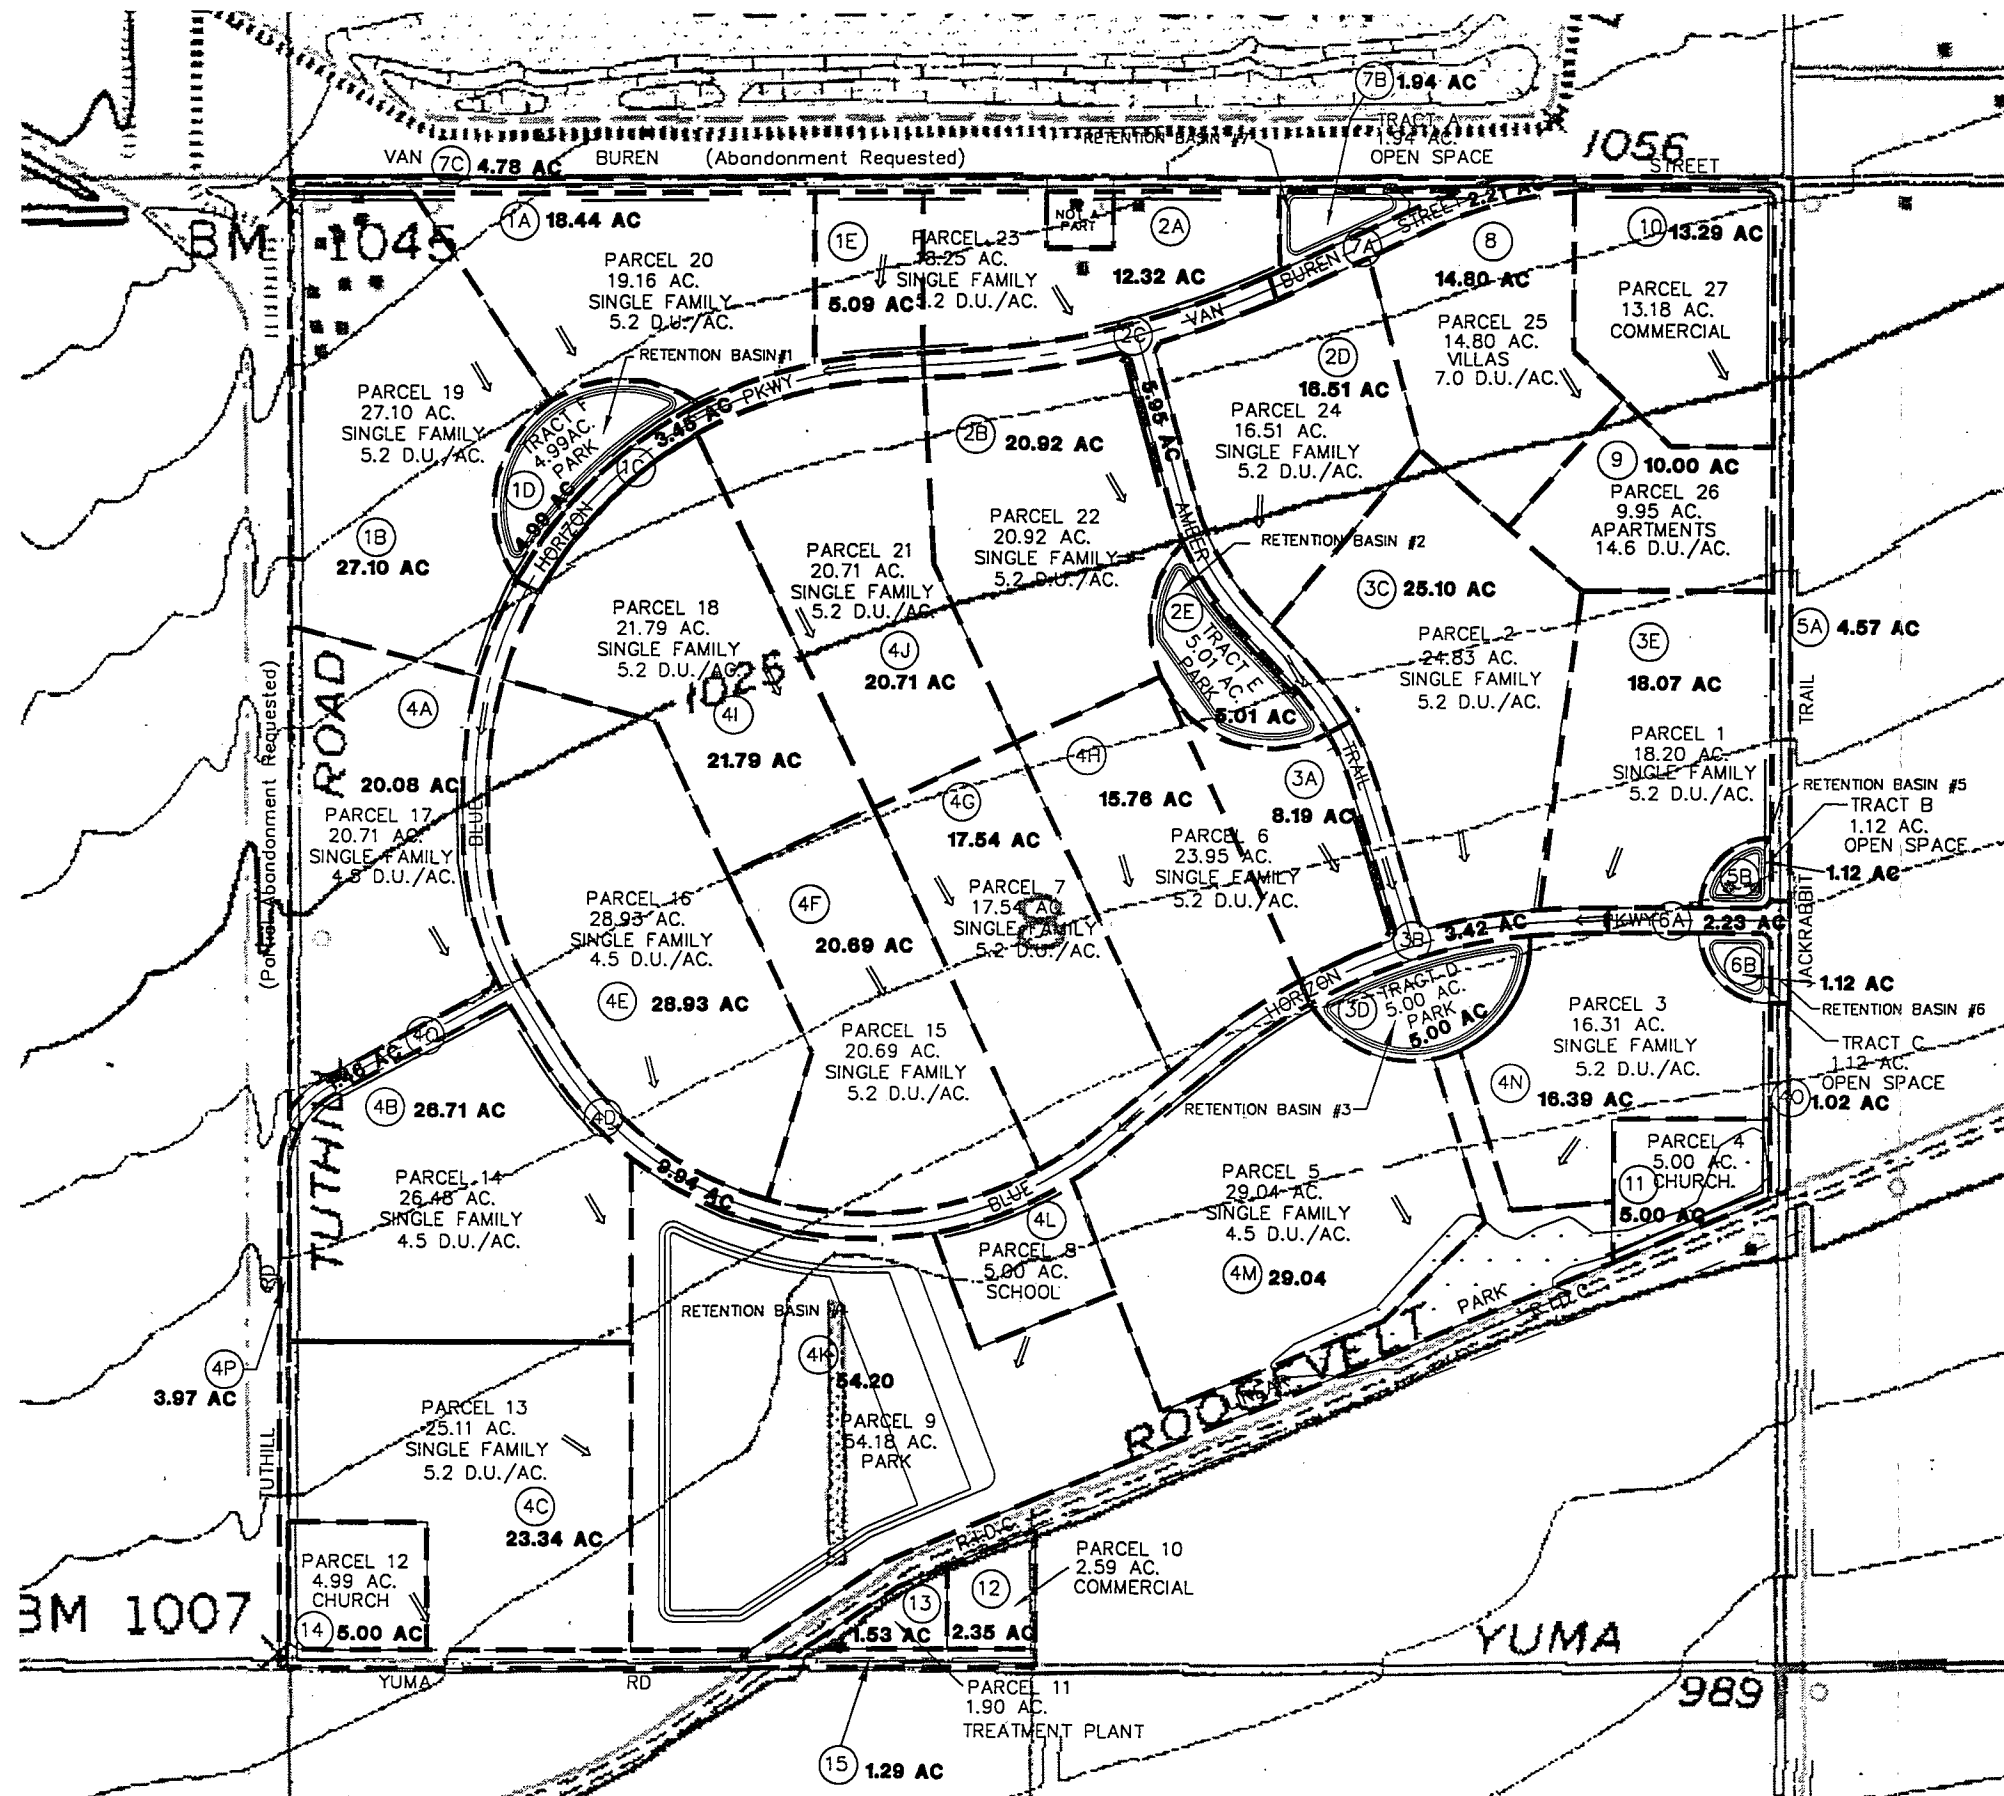 7B 1.94 AC
TRACT A
1.94 AC.
OPEN SPACE
RETENTION BASIN #7
1056
STREET
VAN 7C 4.78 AC BUREN (Abandonment Requested)
BM 1045
1A 18.44 AC
PARCEL 20
19.16 AC.
SINGLE FAMILY
5.2 D.U./AC.
1E
5.09 AC
PARCEL 23
18.25 AC.
SINGLE FAMILY
5.2 D.U./AC.
NOT A
PART
2A
12.32 AC
BUREN 7A STREET 2.21 AC
8
14.80 AC
PARCEL 25
14.80 AC.
VILLAS
7.0 D.U./AC.
10 13.29 AC
PARCEL 27
13.18 AC.
COMMERCIAL
RETENTION BASIN #1
PARCEL 19
27.10 AC.
SINGLE FAMILY
5.2 D.U./AC.
TRACT F
4.99AC.
PARK
1D
4.99 AC
HORIZON
1C
3.45 AC PKWY
2C
VAN
2D
16.51 AC
PARCEL 24
16.51 AC.
SINGLE FAMILY
5.2 D.U./AC.
5.95 AC
AMBER
2B 20.92 AC
PARCEL 22
20.92 AC.
SINGLE FAMILY
5.2 D.U./AC.
9 10.00 AC
PARCEL 26
9.95 AC.
APARTMENTS
14.6 D.U./AC.
1B
27.10 AC
PARCEL 21
20.71 AC.
SINGLE FAMILY
5.2 D.U./AC.
RETENTION BASIN #2
3C 25.10 AC
PARCEL 18
21.79 AC.
SINGLE FAMILY
5.2 D.U./AC.
1025
4I
21.79 AC
4J
20.71 AC
2E
TRACT E
5.01 AC.
PARK
5.01 AC
PARCEL 2
24.83 AC.
SINGLE FAMILY
5.2 D.U./AC.
3E
18.07 AC
5A 4.57 AC
TRAIL
PARCEL 1
18.20 AC.
SINGLE FAMILY
5.2 D.U./AC.
ROAD
(Portion Abandonment Requested)
4A
20.08 AC
PARCEL 17
20.71 AC.
SINGLE FAMILY
4.5 D.U./AC.
BLUE
4G
17.54 AC
4H
15.76 AC
3A
8.19 AC
TRAIL
RETENTION BASIN #5
TRACT B
1.12 AC.
OPEN SPACE
1.12 AC
5B
PARCEL 6
23.95 AC.
SINGLE FAMILY
5.2 D.U./AC.
PARCEL 7
17.54 AC
SINGLE FAMILY
5.2 D.U./AC.
PARCEL 16
28.93 AC.
SINGLE FAMILY
4.5 D.U./AC.
4E 28.93 AC
4F
20.69 AC
3B 3.42 AC
PKWY 6A 2.23 AC
JACKRABBIT
6B
1.12 AC
RETENTION BASIN #6
TRACT C
1.12 AC.
OPEN SPACE
HORIZON
3D
TRACT D
5.00 AC.
PARK
5.00 AC
PARCEL 3
16.31 AC.
SINGLE FAMILY
5.2 D.U./AC.
PARCEL 15
20.69 AC.
SINGLE FAMILY
5.2 D.U./AC.
TUTHILL
4B 26.71 AC
4D
9.94 AC
RETENTION BASIN #3
4N
16.39 AC
1.02 AC
PARCEL 4
5.00 AC.
CHURCH.
11
5.00 AC
PARCEL 14
26.48 AC.
SINGLE FAMILY
4.5 D.U./AC.
BLUE
4L
PARCEL 8
5.00 AC.
SCHOOL
PARCEL 5
29.04 AC.
SINGLE FAMILY
4.5 D.U./AC.
4M 29.04
RD
RETENTION BASIN
PARK
R.I.D.C.
ROOSEVELT
4K
54.20
PARCEL 9
54.18 AC.
PARK
4P
3.97 AC
TUTHILL
PARCEL 13
25.11 AC.
SINGLE FAMILY
5.2 D.U./AC.
4C
23.34 AC
R.I.D.C.
PARCEL 12
4.99 AC.
CHURCH
14 5.00 AC
BM 1007
13
1.53 AC
12
2.35 AC
PARCEL 10
2.59 AC.
COMMERCIAL
YUMA
YUMA RD
989
PARCEL 11
1.90 AC.
TREATMENT PLANT
15 1.29 AC